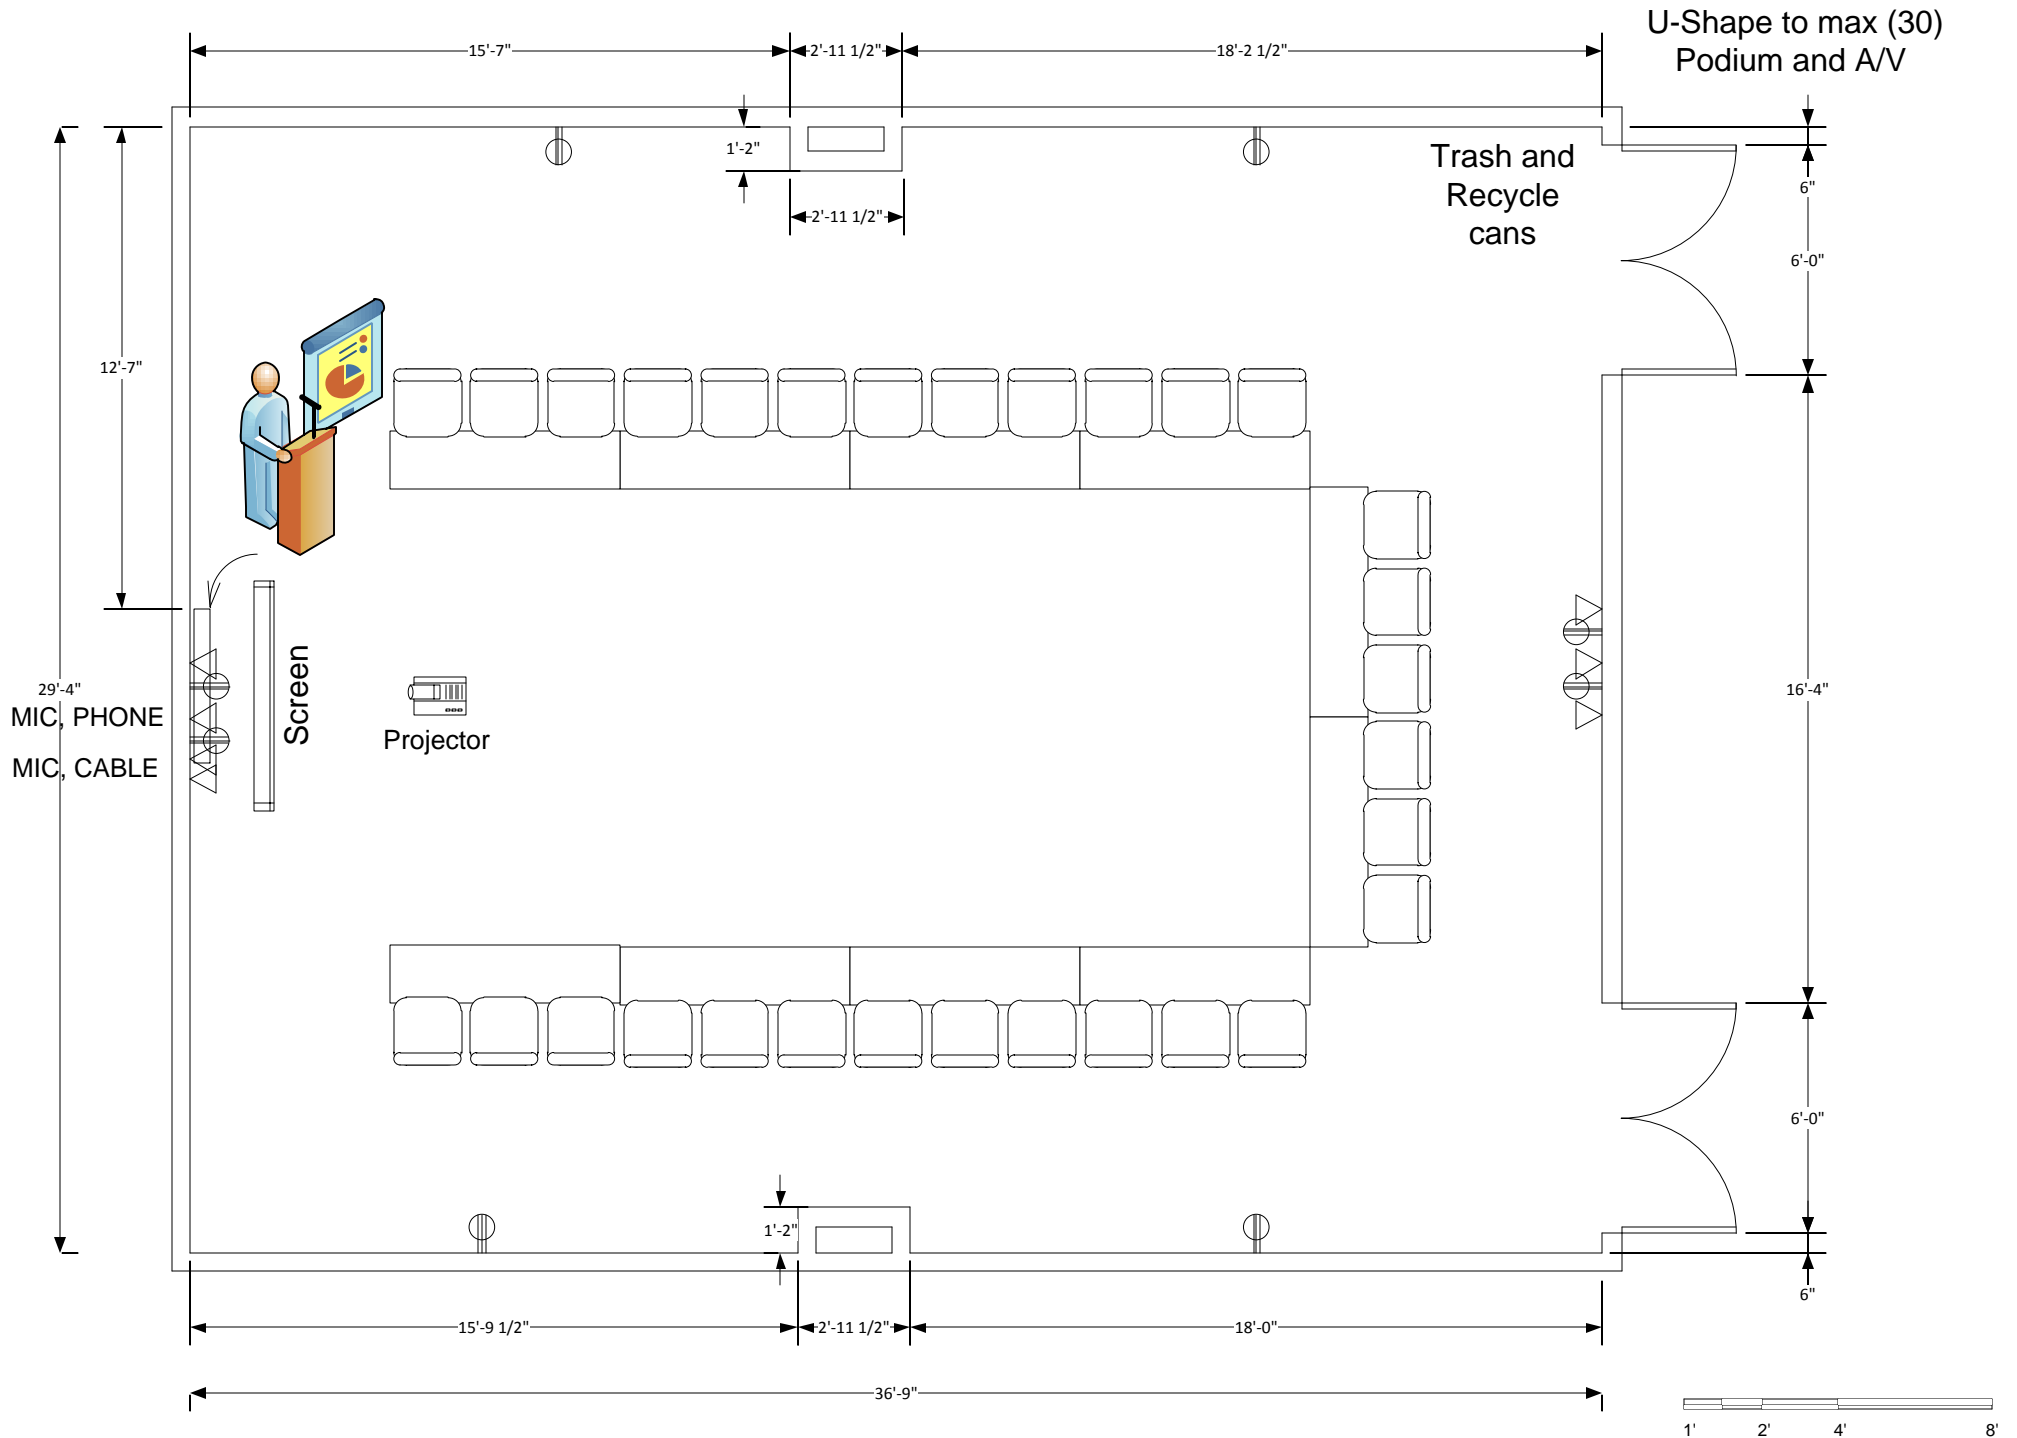 U-Shape to max (30)
Podium and A/V
15'-7"
2'-11 1/2"
18'-2 1/2"
1'-2"
2'-11 1/2"
Trash and
Recycle
cans
6"
6'-0"
12'-7"
29'-4"
MIC, PHONE
MIC, CABLE
Screen
Projector
16'-4"
6'-0"
1'-2"
6"
15'-9 1/2"
2'-11 1/2"
18'-0"
36'-9"
1'
2'
4'
8'